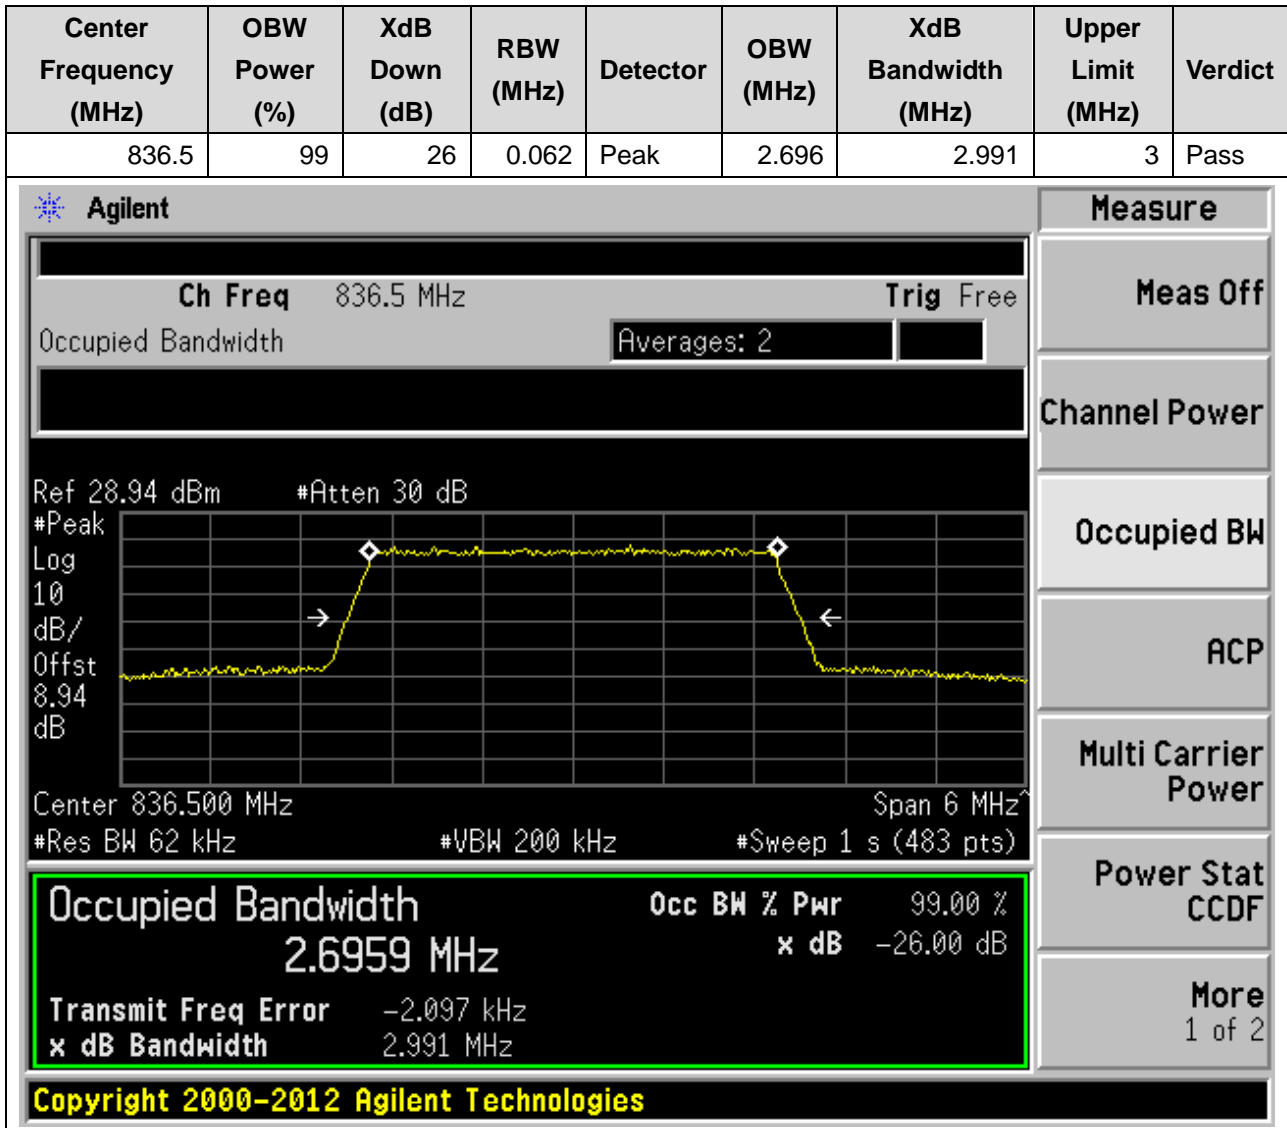 Center Frequency (MHz) OBW Power (%) XdB Down (dB) RBW (MHz) Detector OBW (MHz) XdB Bandwidth (MHz) Upper Limit (MHz) Verdict
836.5 99 26 0.062 Peak 2.696 2.991 3 Pass
Agilent
Measure
Ch Freq 836.5 MHz Trig Free
Meas Off
Occupied Bandwidth Averages: 2
Channel Power
Ref 28.94 dBm #Atten 30 dB
#Peak
Log
10
dB/
Offst
8.94
dB
Occupied BW
ACP
Multi Carrier
Power
Center 836.500 MHz Span 6 MHz^
#Res BW 62 kHz #VBW 200 kHz #Sweep 1 s (483 pts)
Power Stat
CCDF
Occupied Bandwidth Occ BW % Pwr 99.00 %
2.6959 MHz x dB -26.00 dB
Transmit Freq Error -2.097 kHz
x dB Bandwidth 2.991 MHz
More
1 of 2
Copyright 2000-2012 Agilent Technologies